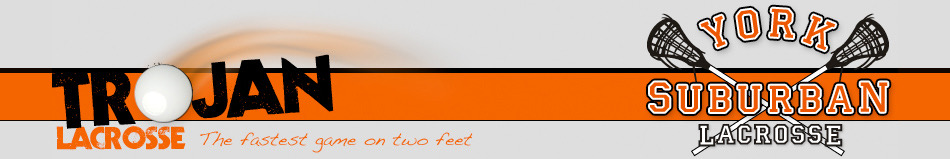 TROJAN
LACROSSE
The fastest game on two feet
YORK
SUBURBAN
LACROSSE